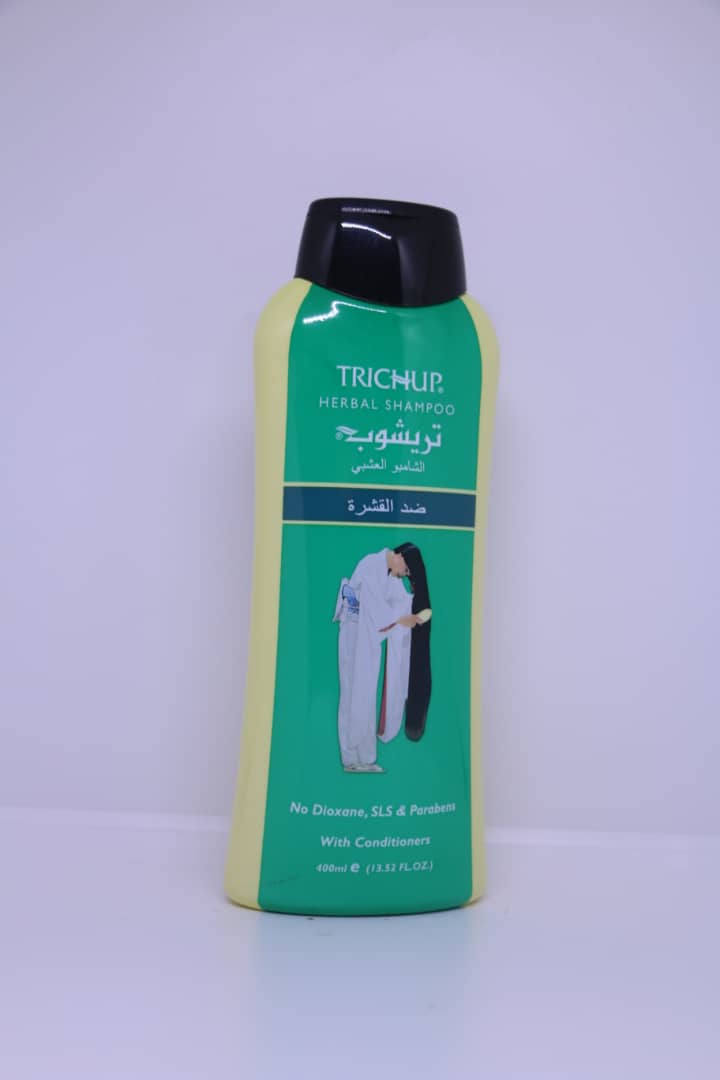 TRICHUP®
HERBAL SHAMPOO
تريشوب®
الشامبو العشبي
ضد القشرة
No Dioxane, SLS & Parabens
With Conditioners
400ml e (13.52 FL.OZ.)